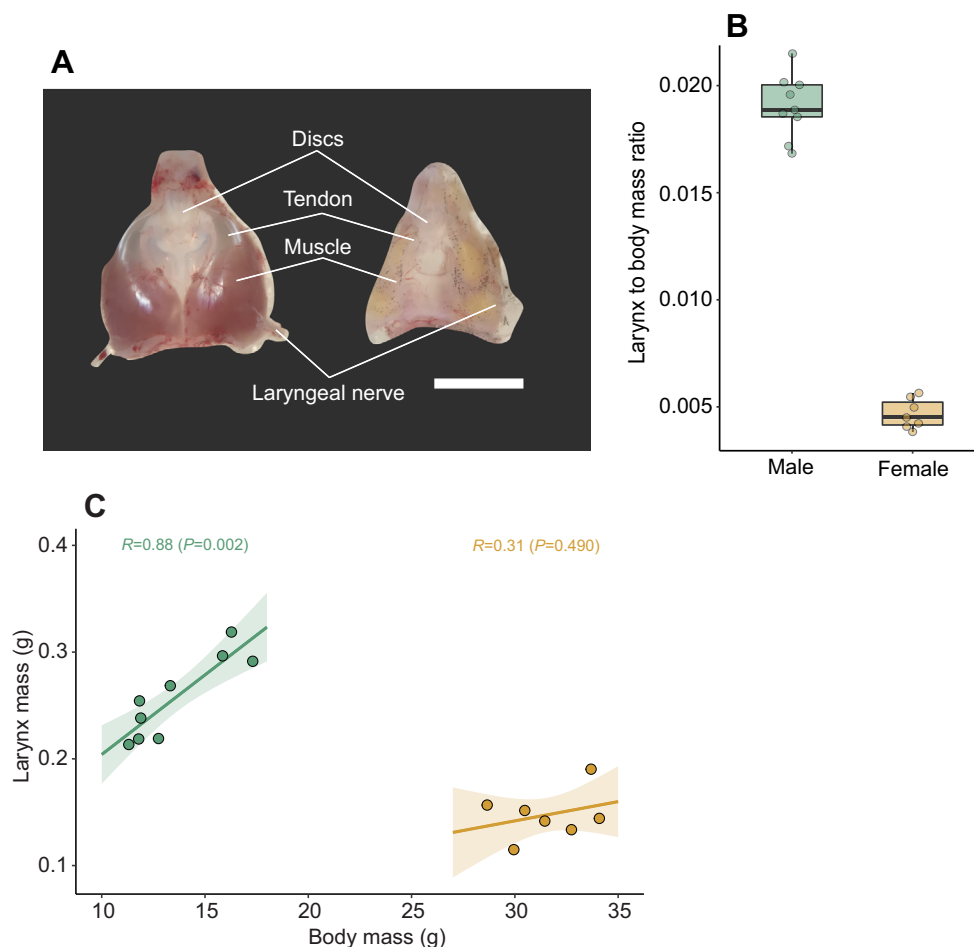 A
Discs
Tendon
Muscle
Laryngeal nerve
B
Larynx to body mass ratio
0.020
0.015
0.010
0.005
Male Female
C
R=0.88 (P=0.002) R=0.31 (P=0.490)
Larynx mass (g)
0.4
0.3
0.2
0.1
10 15 20 25 30 35
Body mass (g)